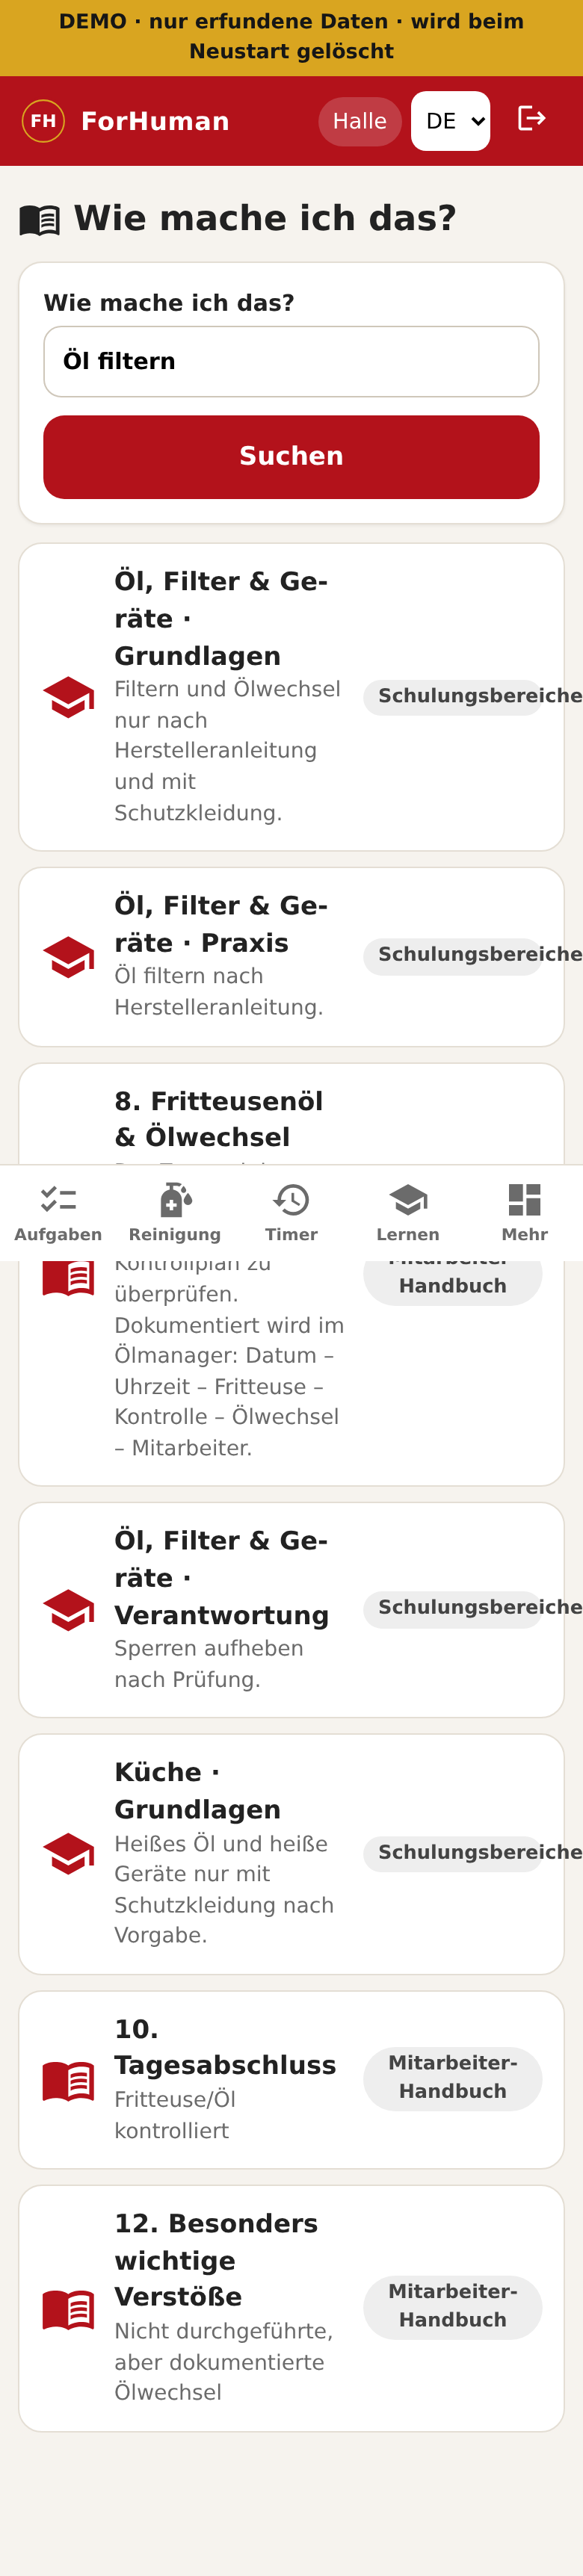 DEMO · nur erfundene Daten · wird beim
Neustart gelöscht
FH ForHuman Halle DE
Wie mache ich das?
Wie mache ich das?
Öl filtern
Suchen
Öl, Filter & Ge-
räte ·
Grundlagen
Filtern und Ölwechsel
nur nach
Herstelleranleitung
und mit
Schutzkleidung.
Schulungsbereiche
Öl, Filter & Ge-
räte · Praxis
Öl filtern nach
Herstelleranleitung.
Schulungsbereiche
8. Fritteusenöl
& Ölwechsel
Aufgaben
Reinigung
Timer
Lernen
Mehr
Kontrollplan zu
überprüfen.
Dokumentiert wird im
Ölmanager: Datum –
Uhrzeit – Fritteuse –
Kontrolle – Ölwechsel
– Mitarbeiter.
Mitarbeiter-
Handbuch
Öl, Filter & Ge-
räte ·
Verantwortung
Sperren aufheben
nach Prüfung.
Schulungsbereiche
Küche ·
Grundlagen
Heißes Öl und heiße
Geräte nur mit
Schutzkleidung nach
Vorgabe.
Schulungsbereiche
10.
Tagesabschluss
Fritteuse/Öl
kontrolliert
Mitarbeiter-
Handbuch
12. Besonders
wichtige
Verstöße
Nicht durchgeführte,
aber dokumentierte
Ölwechsel
Mitarbeiter-
Handbuch